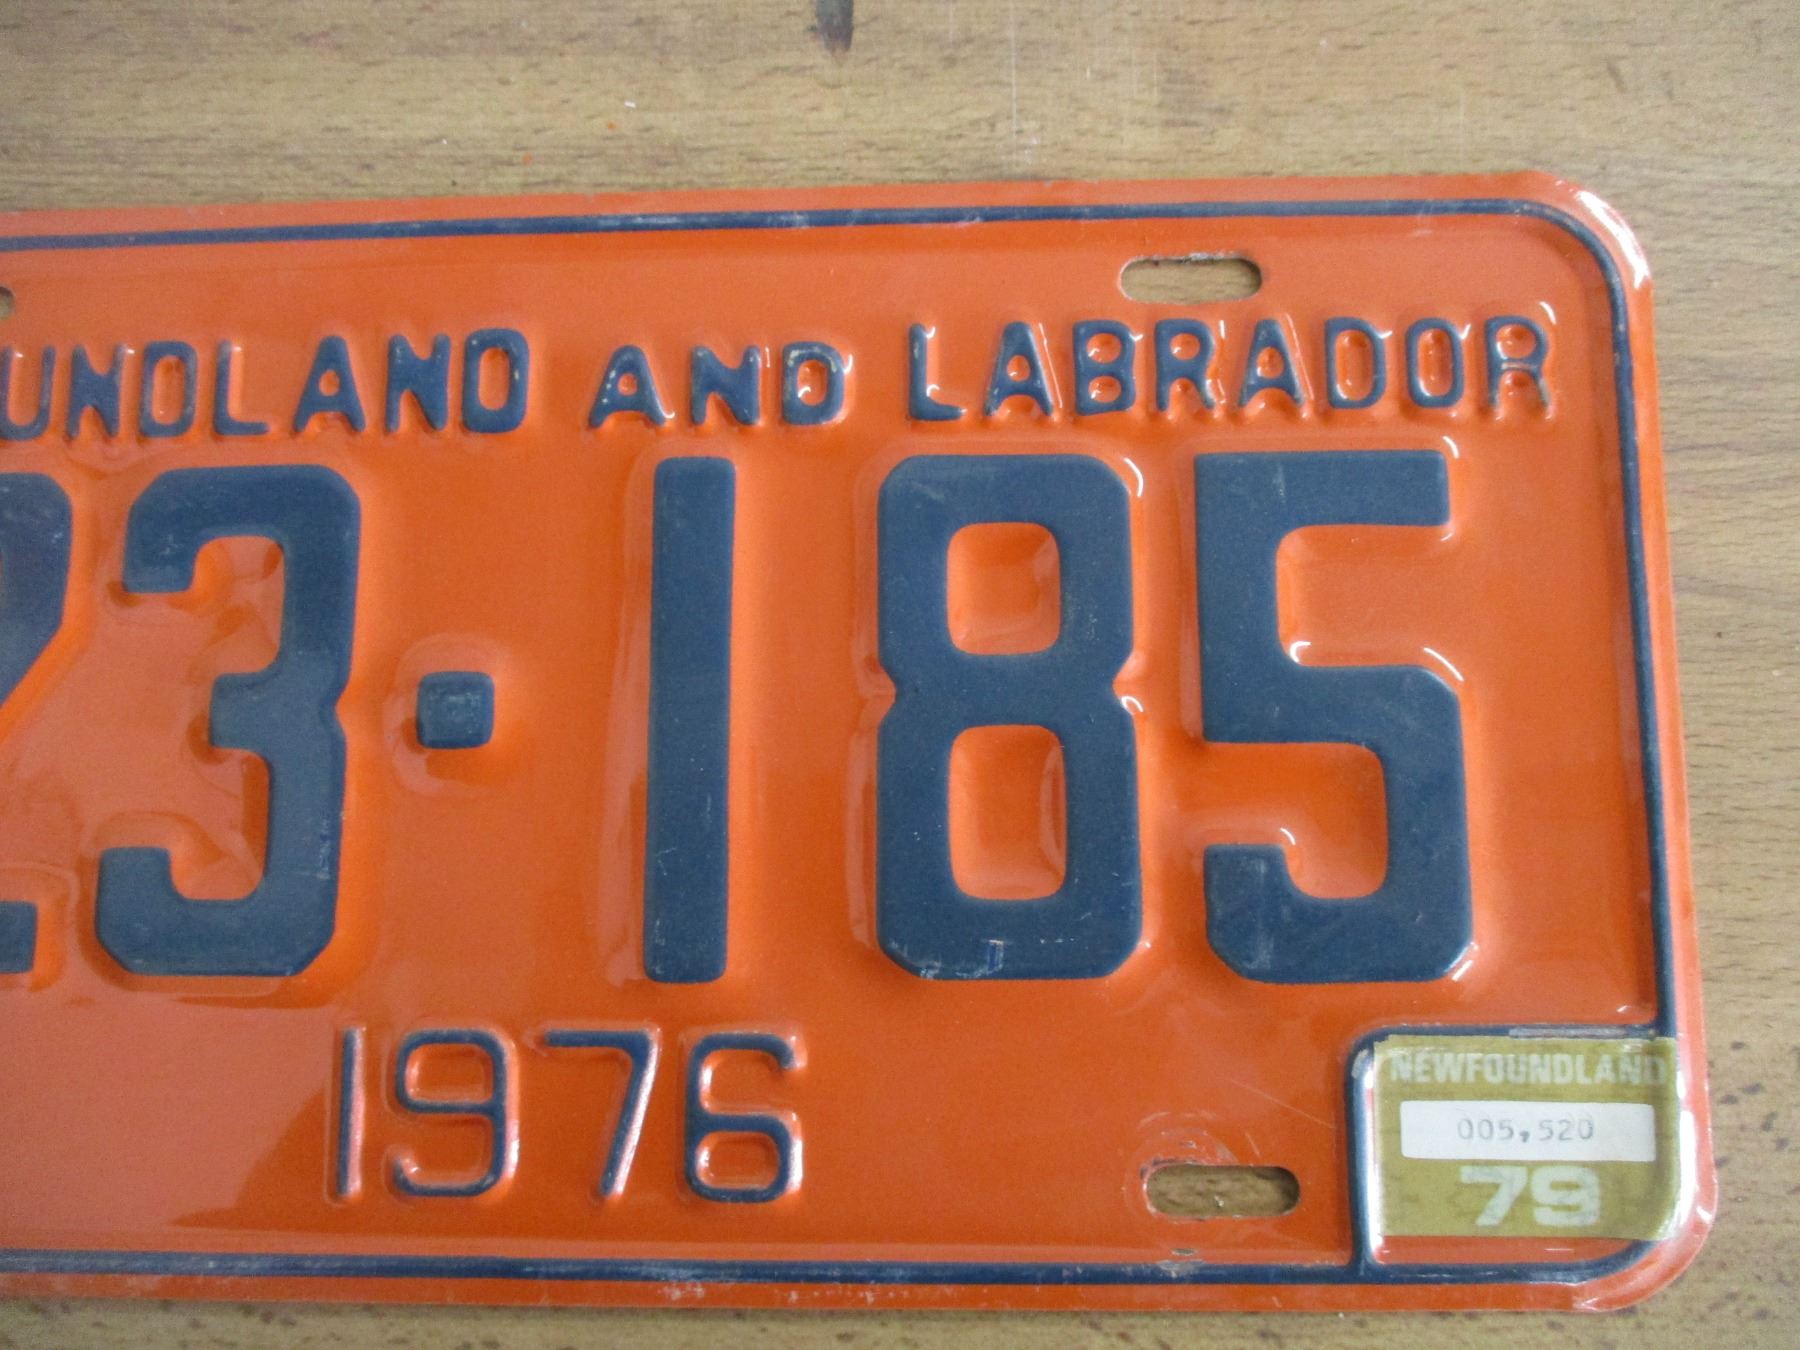 UNDLAND AND LABRADOR
23·185
1976
NEWFOUNDLAND
005,520
79